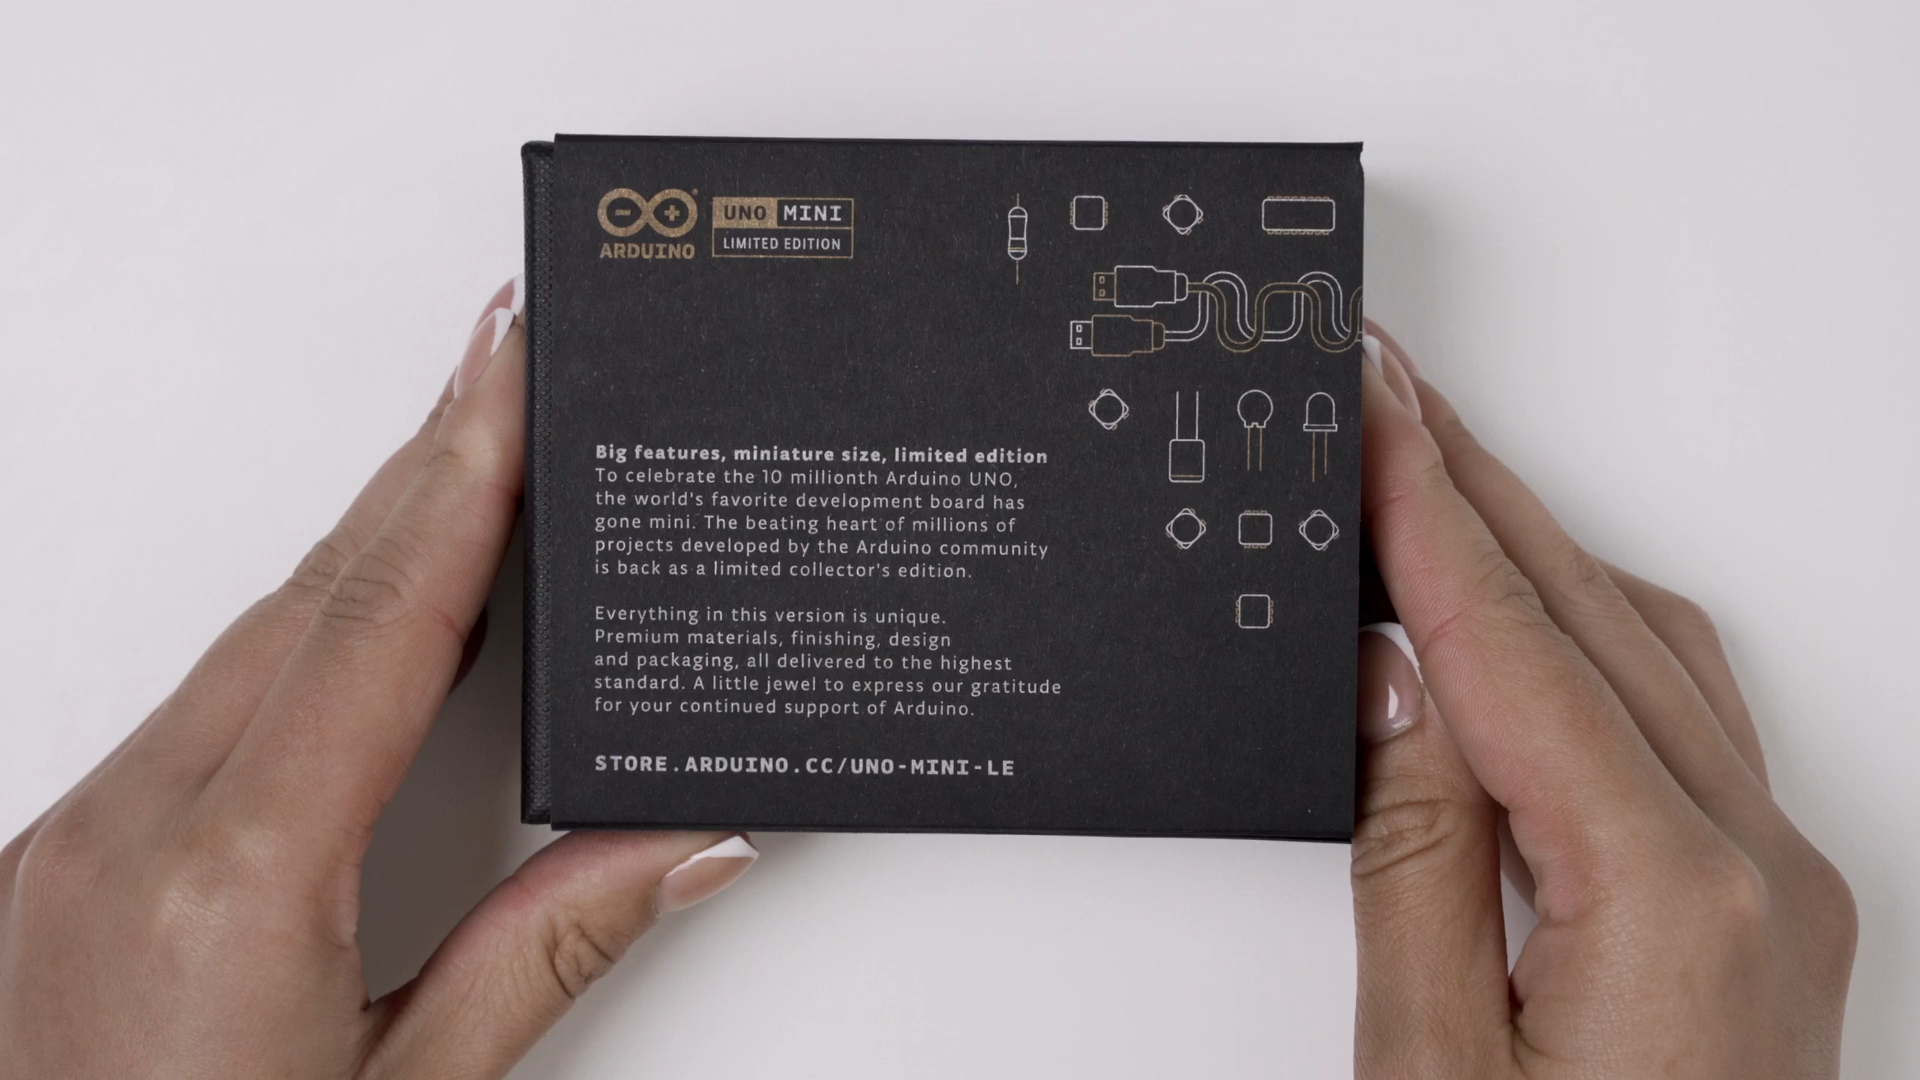 ARDUINO
UNO MINI
LIMITED EDITION
Big features, miniature size, limited edition
To celebrate the 10 millionth Arduino UNO,
the world's favorite development board has
gone mini. The beating heart of millions of
projects developed by the Arduino community
is back as a limited collector's edition.
Everything in this version is unique.
Premium materials, finishing, design
and packaging, all delivered to the highest
standard. A little jewel to express our gratitude
for your continued support of Arduino.
STORE.ARDUINO.CC/UNO-MINI-LE